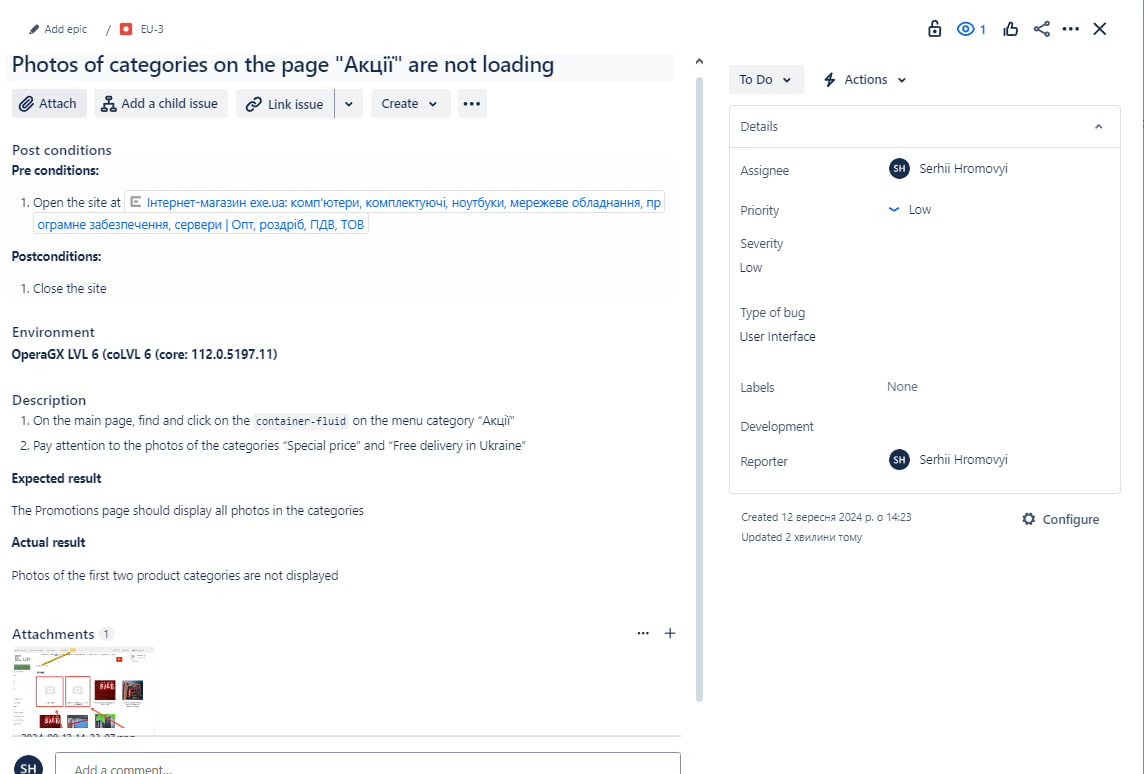 Add epic / EU-3
1
Photos of categories on the page "Акції" are not loading
Attach Add a child issue Link issue Create
Post conditions
Pre conditions:
1. Open the site at Інтернет-магазин exe.ua: комп'ютери, комплектуючі, ноутбуки, мережеве обладнання, пр
ограмне забезпечення, сервери | Опт, роздріб, ПДВ, ТОВ
Postconditions:
1. Close the site
Environment
OperaGX LVL 6 (coLVL 6 (core: 112.0.5197.11)
Description
1. On the main page, find and click on the container-fluid on the menu category “Акції”
2. Pay attention to the photos of the categories “Special price” and “Free delivery in Ukraine”
Expected result
The Promotions page should display all photos in the categories
Actual result
Photos of the first two product categories are not displayed
Attachments 1
SH Add a comment...
To Do Actions
Details
Assignee SH Serhii Hromovyi
Priority Low
Severity
Low
Type of bug
User Interface
Labels None
Development
Reporter SH Serhii Hromovyi
Created 12 вересня 2024 р. о 14:23
Configure
Updated 2 хвилини тому